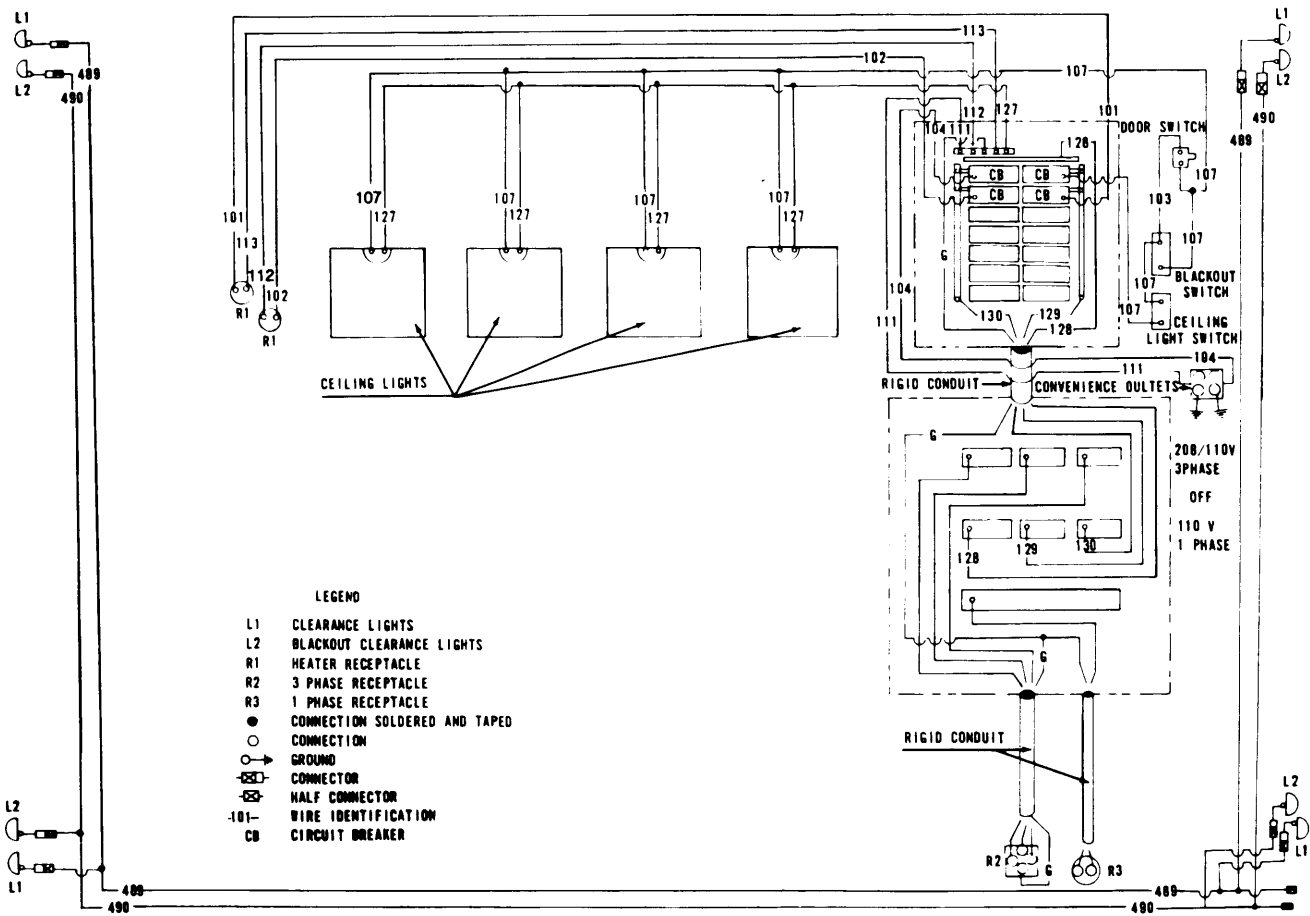 L1
L1
113
489
102
107
L2
L2
490
112
127
101
490
DOOR SWITCH
104
111
128
489
CB
CB
107
107
107
107
107
103
CB
CB
101
127
127
127
127
107
113
G
112
104
BLACKOUT
SWITCH
102
107
130
129
107
R1
111
128
CEILING
LIGHT SWITCH
R1
104
CEILING LIGHTS
RIGID CONDUIT
111
CONVENIENCE OULTETS
G
208/110V
3PHASE
OFF
110 V
1 PHASE
128
129
130
LEGEND
L1 CLEARANCE LIGHTS
L2 BLACKOUT CLEARANCE LIGHTS
R1 HEATER RECEPTACLE
G
R2 3 PHASE RECEPTACLE
R3 1 PHASE RECEPTACLE
CONNECTION SOLDERED AND TAPED
CONNECTION
RIGID CONDUIT
GROUND
CONNECTOR
HALF CONNECTOR
-101- WIRE IDENTIFICATION
CB CIRCUIT BREAKER
L2
L2
L1
R2
G
R3
L1
489
489
490
490